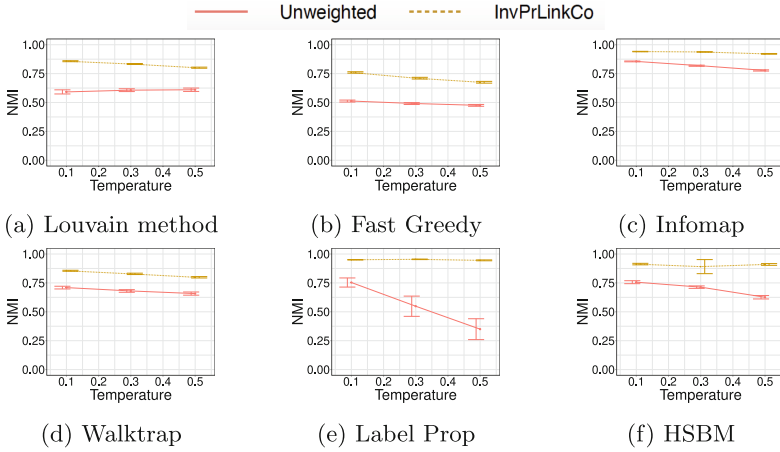 Unweighted InvPrLinkCo
NMI
1.00
0.75
0.50
0.25
0.00
0.1 0.2 0.3 0.4 0.5
Temperature
(a) Louvain method
NMI
1.00
0.75
0.50
0.25
0.00
0.1 0.2 0.3 0.4 0.5
Temperature
(b) Fast Greedy
NMI
1.00
0.75
0.50
0.25
0.00
0.1 0.2 0.3 0.4 0.5
Temperature
(c) Infomap
NMI
1.00
0.75
0.50
0.25
0.00
0.1 0.2 0.3 0.4 0.5
Temperature
(d) Walktrap
NMI
1.00
0.75
0.50
0.25
0.00
0.1 0.2 0.3 0.4 0.5
Temperature
(e) Label Prop
NMI
1.00
0.75
0.50
0.25
0.00
0.1 0.2 0.3 0.4 0.5
Temperature
(f) HSBM